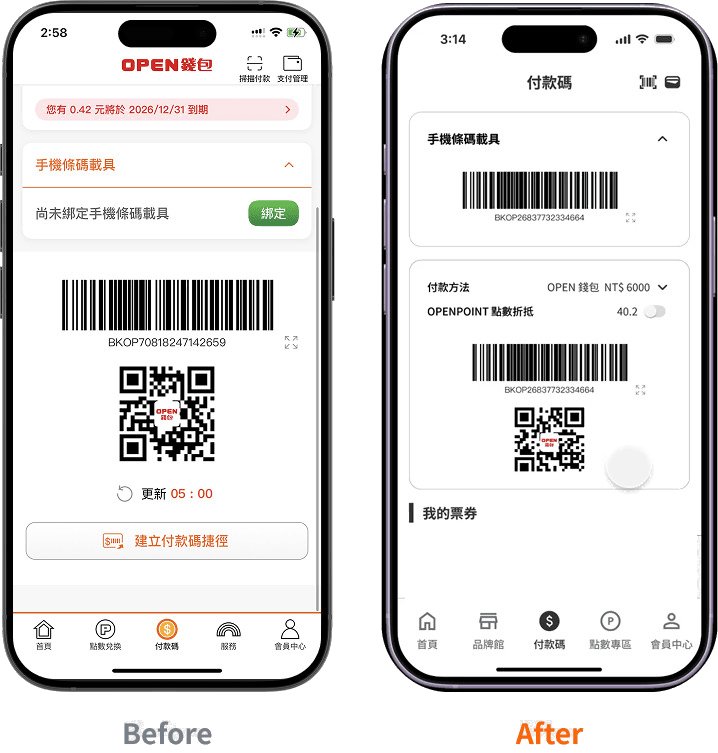 2:58
OPEN錢包
掃描付款 支付管理
您有 0.42 元將於 2026/12/31 到期
手機條碼載具
尚未綁定手機條碼載具
綁定
BKOP70818247142659
OPEN
錢包
更新 05：00
建立付款碼捷徑
首頁 點數兌換 付款碼 服務 會員中心
Before
3:14
付款碼
手機條碼載具
BKOP26837732334664
付款方法 OPEN 錢包 NT$ 6000
OPENPOINT 點數折抵 40.2
BKOP26837732334664
OPEN
錢包
我的票券
首頁 品牌館 付款碼 點數專區 會員中心
After